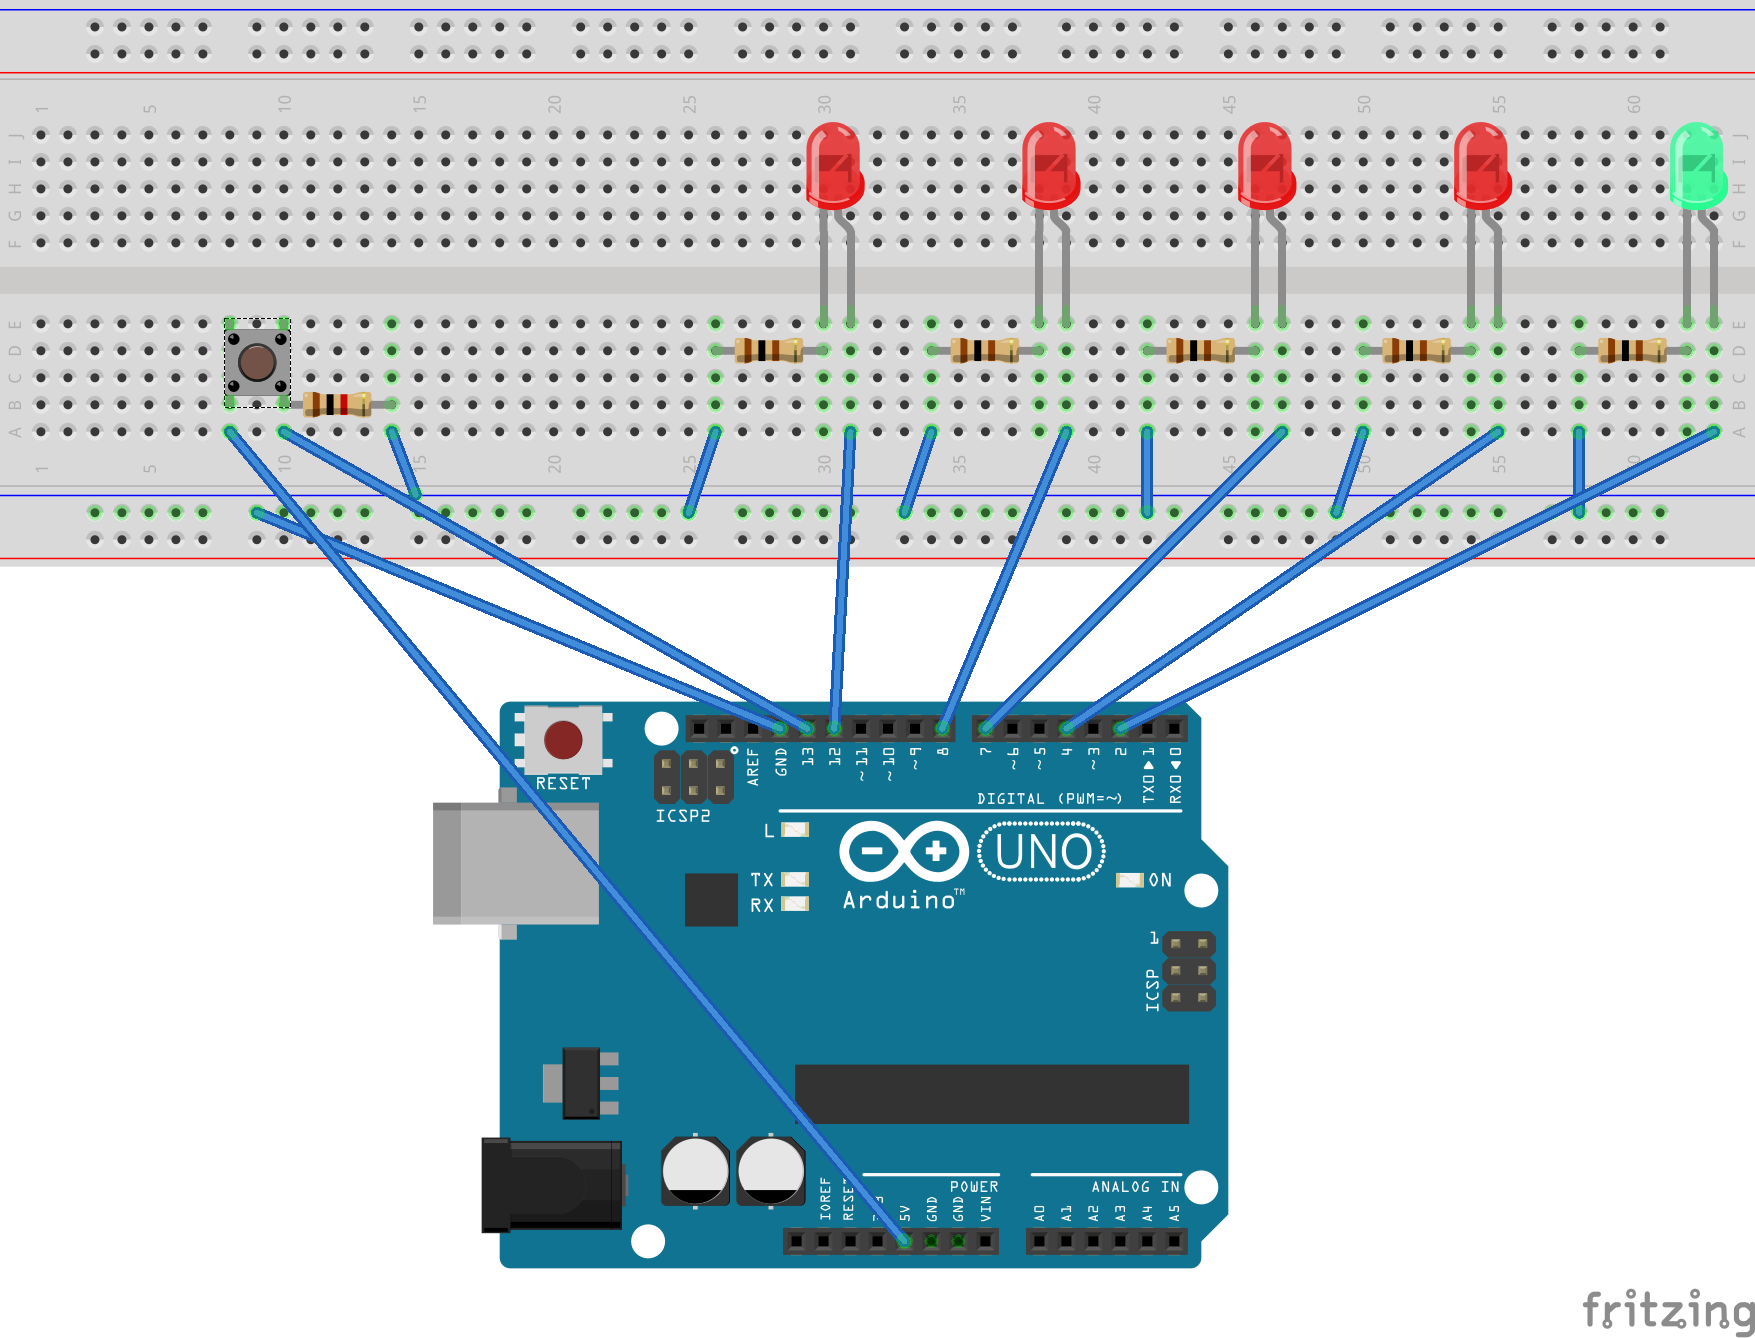 1 5 10 15 20 25 30 35 40 45 50 55 60
J J
I I
H H
G G
F F
E E
D D
C C
B B
A A
1 5 10 15 20 25 30 35 40 45 50 55 60
RESET
ICSP2
AREF GND 13 12 ~11 ~10 ~9 8 7 ~6 ~5 4 ~3 2 TX0▶1 RX0◀0
DIGITAL (PWM=~)
L
TX
RX
UNO
Arduino™
ON
1
ICSP
POWER
ANALOG IN
IOREF RESET 5V GND GND VIN A0 A1 A2 A3 A4 A5
fritzing